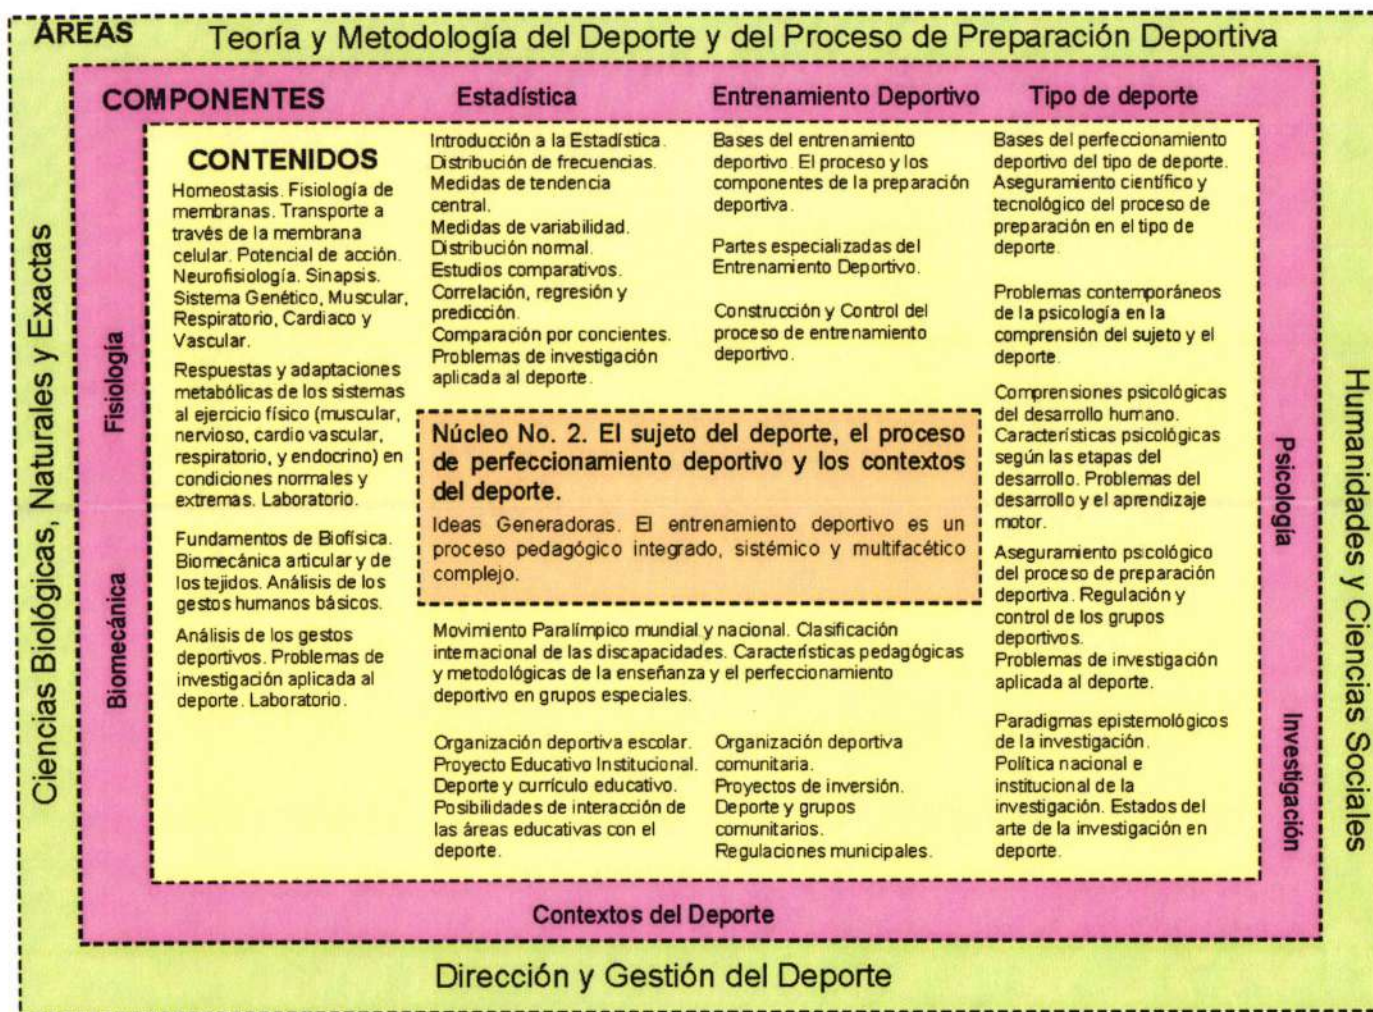 ÁREAS
Teoría y Metodología del Deporte y del Proceso de Preparación Deportiva
COMPONENTES
Estadística
Entrenamiento Deportivo
Tipo de deporte
Ciencias Biológicas, Naturales y Exactas
Fisiología
Biomecánica
CONTENIDOS
Homeostasis. Fisiología de
membranas. Transporte a
través de la membrana
celular. Potencial de acción.
Neurofisiología. Sinapsis.
Sistema Genético, Muscular,
Respiratorio, Cardiaco y
Vascular.
Respuestas y adaptaciones
metabólicas de los sistemas
al ejercicio físico (muscular,
nervioso, cardio vascular,
respiratorio, y endocrino) en
condiciones normales y
extremas. Laboratorio.
Fundamentos de Biofísica.
Biomecánica articular y de
los tejidos. Análisis de los
gestos humanos básicos.
Análisis de los gestos
deportivos. Problemas de
investigación aplicada al
deporte. Laboratorio.
Introducción a la Estadística.
Distribución de frecuencias.
Medidas de tendencia
central.
Medidas de variabilidad.
Distribución normal.
Estudios comparativos.
Correlación, regresión y
predicción.
Comparación por concientes.
Problemas de investigación
aplicada al deporte.
Bases del entrenamiento
deportivo. El proceso y los
componentes de la preparación
deportiva.
Partes especializadas del
Entrenamiento Deportivo.
Construcción y Control del
proceso de entrenamiento
deportivo.
Bases del perfeccionamiento
deportivo del tipo de deporte.
Aseguramiento científico y
tecnológico del proceso de
preparación en el tipo de
deporte.
Problemas contemporáneos
de la psicología en la
comprensión del sujeto y el
deporte.
Comprensiones psicológicas
del desarrollo humano.
Características psicológicas
según las etapas del
desarrollo. Problemas del
desarrollo y el aprendizaje
motor.
Aseguramiento psicológico
del proceso de preparación
deportiva. Regulación y
control de los grupos
deportivos.
Problemas de investigación
aplicada al deporte.
Paradigmas epistemológicos
de la investigación.
Política nacional e
institucional de la
investigación. Estados del
arte de la investigación en
deporte.
Núcleo No. 2. El sujeto del deporte, el proceso
de perfeccionamiento deportivo y los contextos
del deporte.
Ideas Generadoras. El entrenamiento deportivo es un
proceso pedagógico integrado, sistémico y multifacético
complejo.
Movimiento Paralímpico mundial y nacional. Clasificación
internacional de las discapacidades. Características pedagógicas
y metodológicas de la enseñanza y el perfeccionamiento
deportivo en grupos especiales.
Organización deportiva escolar.
Proyecto Educativo Institucional.
Deporte y currículo educativo.
Posibilidades de interacción de
las áreas educativas con el
deporte.
Organización deportiva
comunitaria.
Proyectos de inversión.
Deporte y grupos
comunitarios.
Regulaciones municipales.
Psicología
Investigación
Humanidades y Ciencias Sociales
Contextos del Deporte
Dirección y Gestión del Deporte